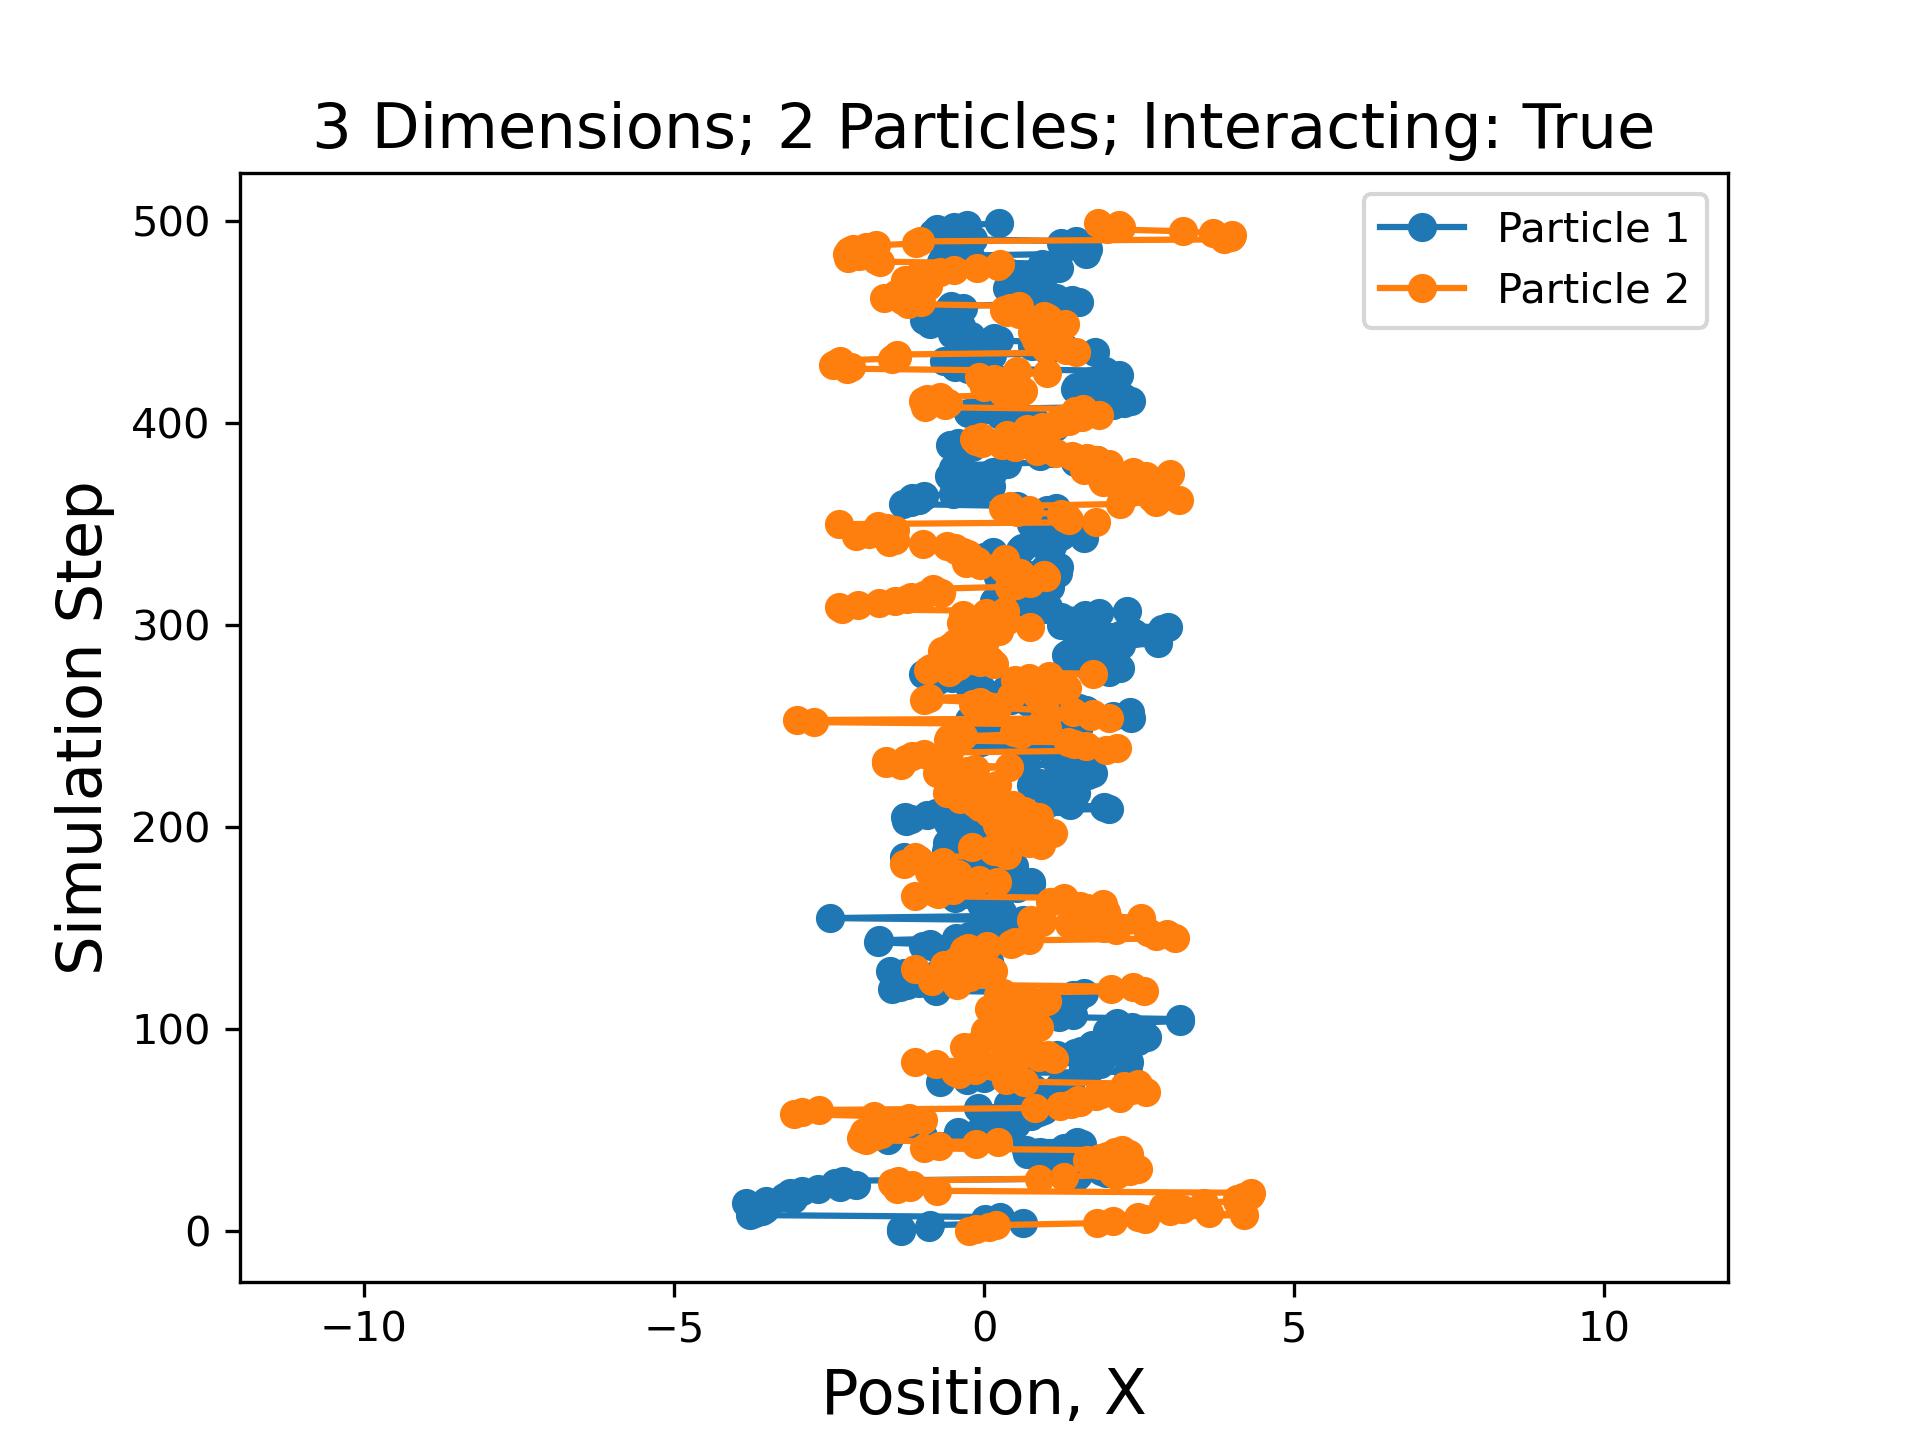 3 Dimensions; 2 Particles; Interacting: True
Particle 1
Particle 2
500
400
300
200
100
0
Simulation Step
−10
−5
0
5
10
Position, X